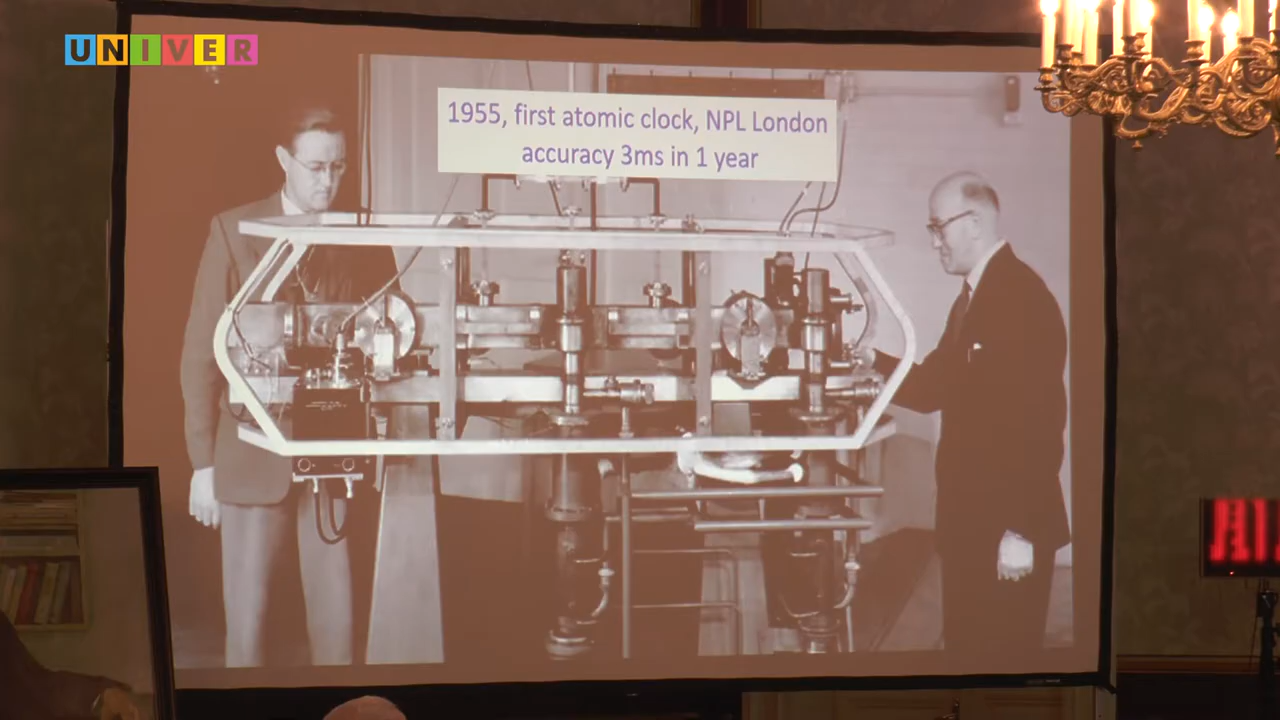 UNIVER
1955, first atomic clock, NPL London
accuracy 3ms in 1 year